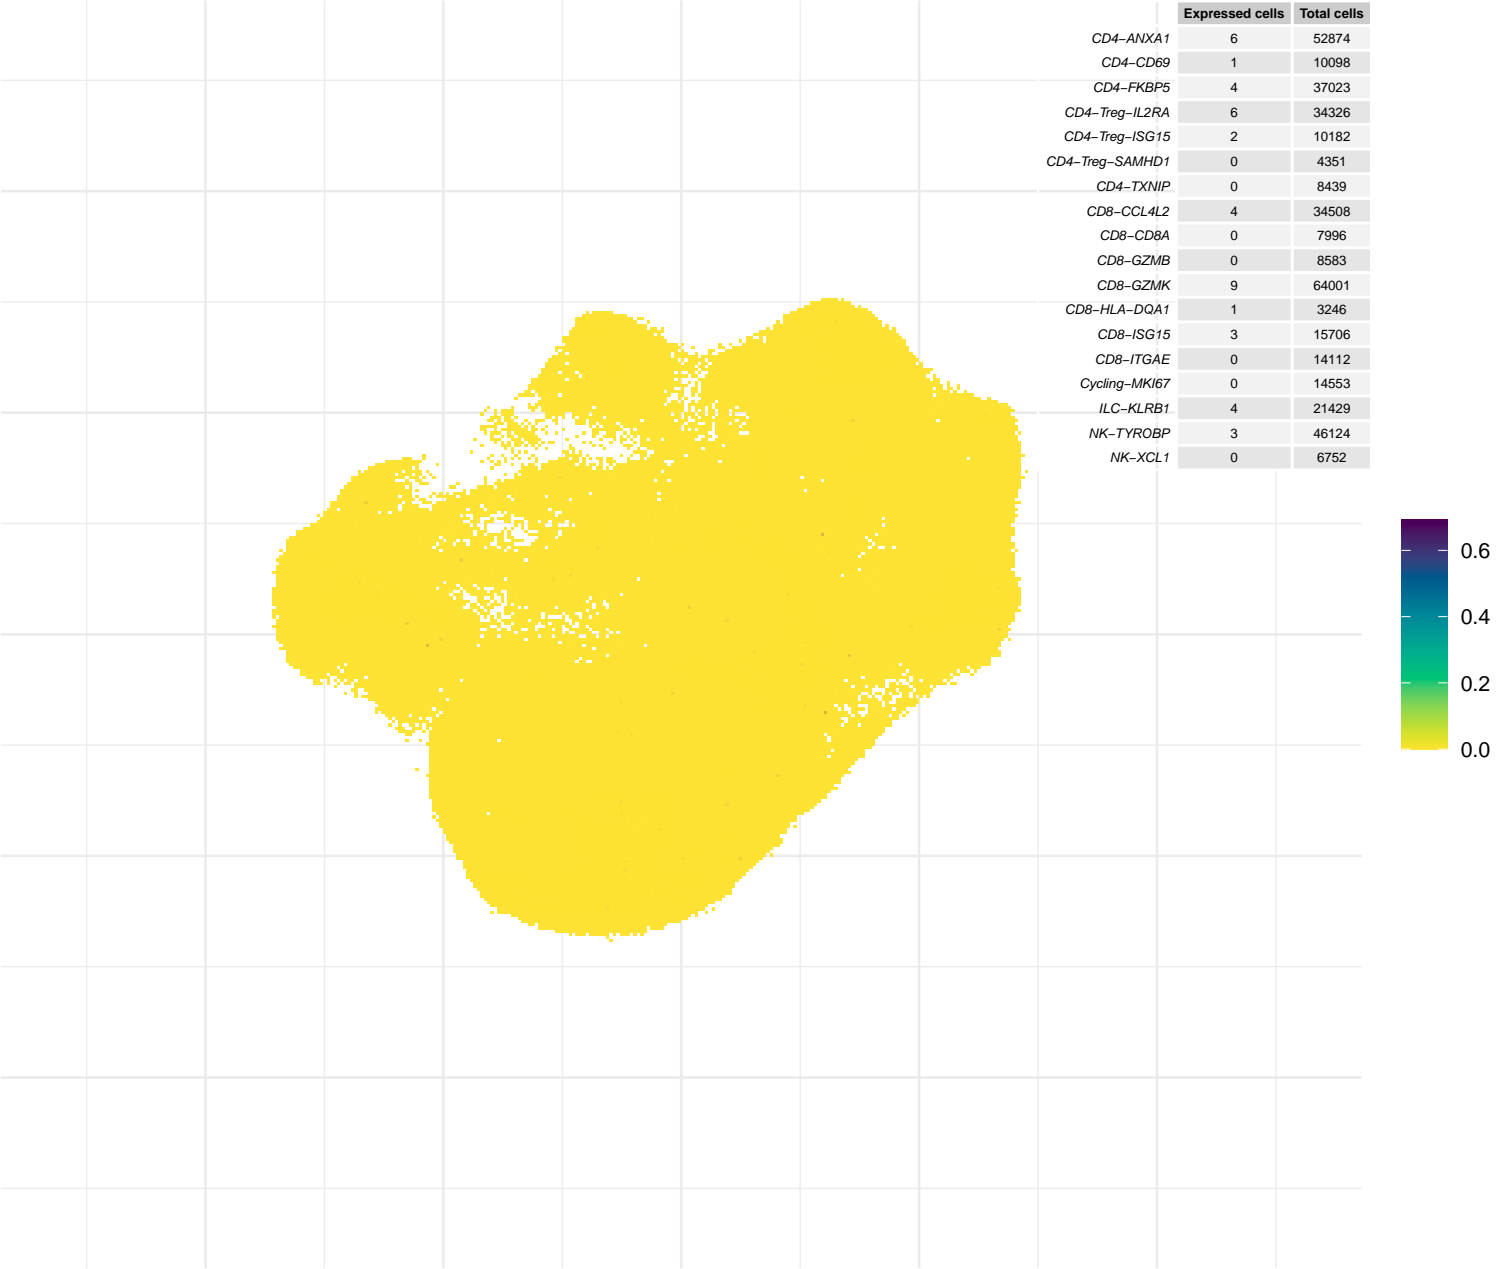 Expressed cells Total cells
CD4−ANXA1 6 52874
CD4−CD69 1 10098
CD4−FKBP5 4 37023
CD4−Treg−IL2RA 6 34326
CD4−Treg−ISG15 2 10182
CD4−Treg−SAMHD1 0 4351
CD4−TXNIP 0 8439
CD8−CCL4L2 4 34508
CD8−CD8A 0 7996
CD8−GZMB 0 8583
CD8−GZMK 9 64001
CD8−HLA−DQA1 1 3246
CD8−ISG15 3 15706
CD8−ITGAE 0 14112
Cycling−MKI67 0 14553
ILC−KLRB1 4 21429
NK−TYROBP 3 46124
NK−XCL1 0 6752
0.6
0.4
0.2
0.0